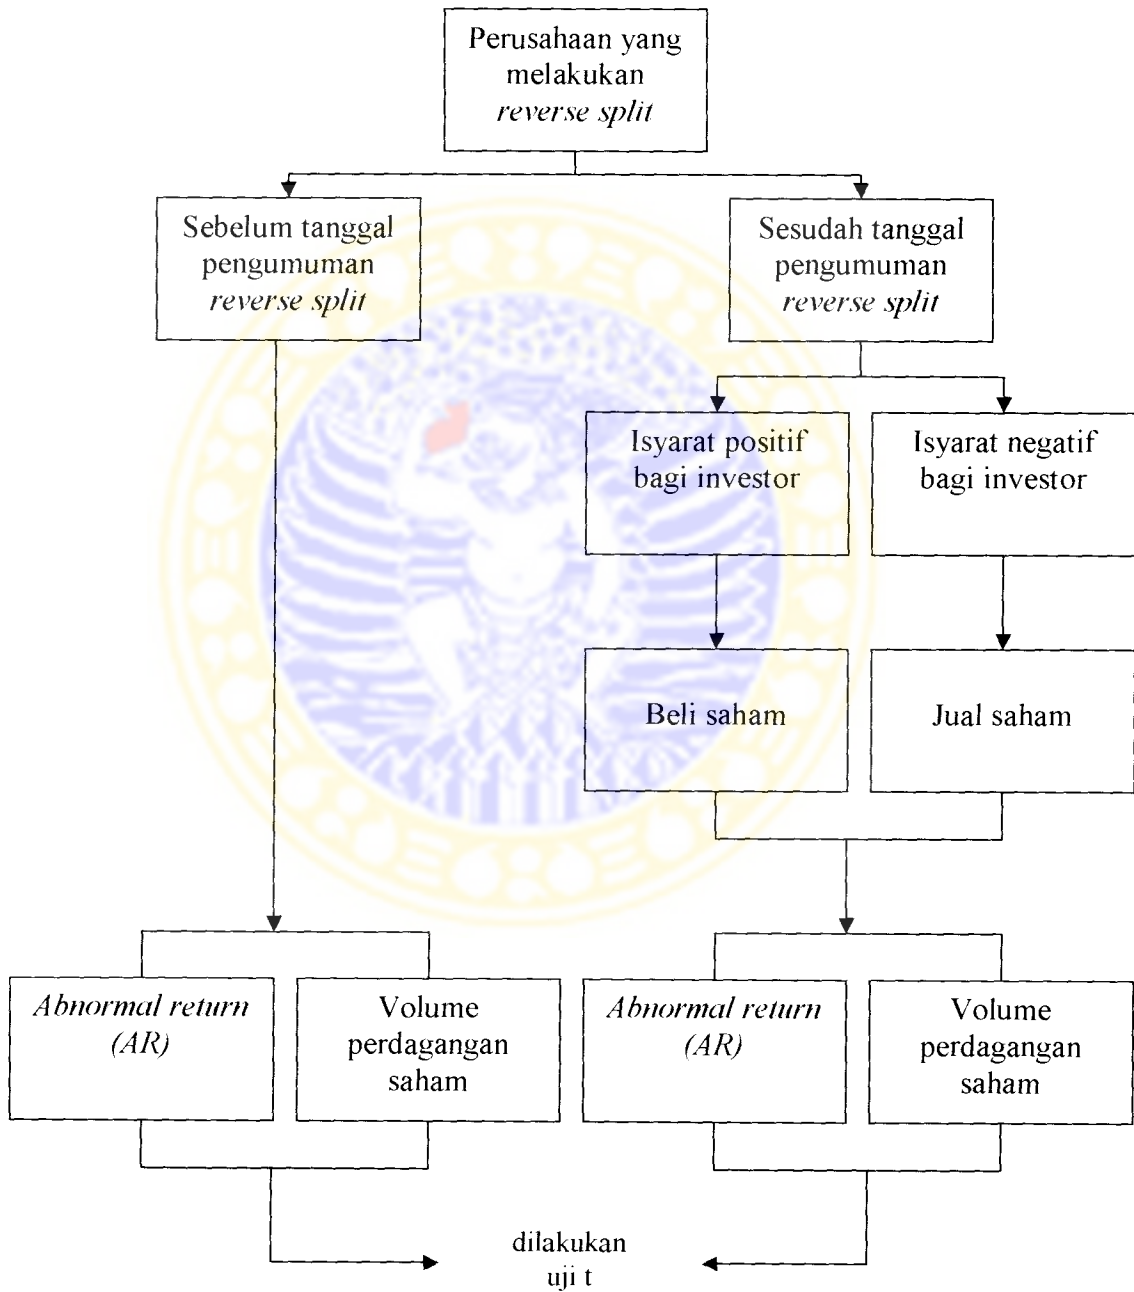 Perusahaan yang
melakukan
reverse split
Sebelum tanggal
pengumuman
reverse split
Sesudah tanggal
pengumuman
reverse split
Isyarat positif
bagi investor
Isyarat negatif
bagi investor
Beli saham
Jual saham
Abnormal return
(AR)
Volume
perdagangan
saham
Abnormal return
(AR)
Volume
perdagangan
saham
dilakukan
uji t